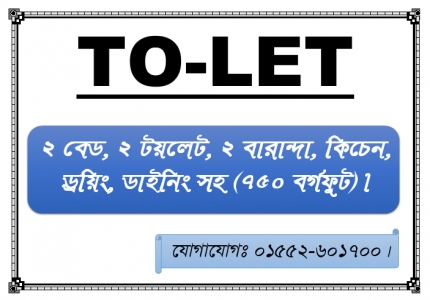 TO-LET
২ বেড, ২ টয়লেট, ২ বারান্দা, কিচেন,
ড্রয়িং, ডাইনিং সহ (৭৫০ বর্গফুট)।
যোগাযোগঃ ০১৫৫২-৬০১৭০০।